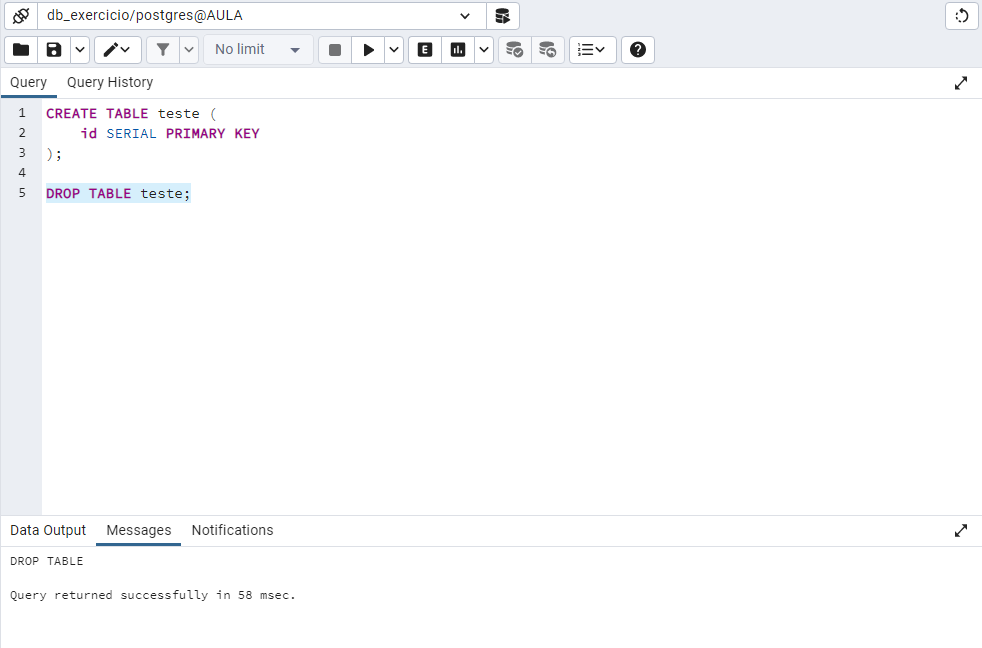 db_exercicio/postgres@AULA
No limit
E
Query Query History
1 CREATE TABLE teste (
2     id SERIAL PRIMARY KEY
3 );
4
5 DROP TABLE teste;
Data Output Messages Notifications
DROP TABLE
Query returned successfully in 58 msec.